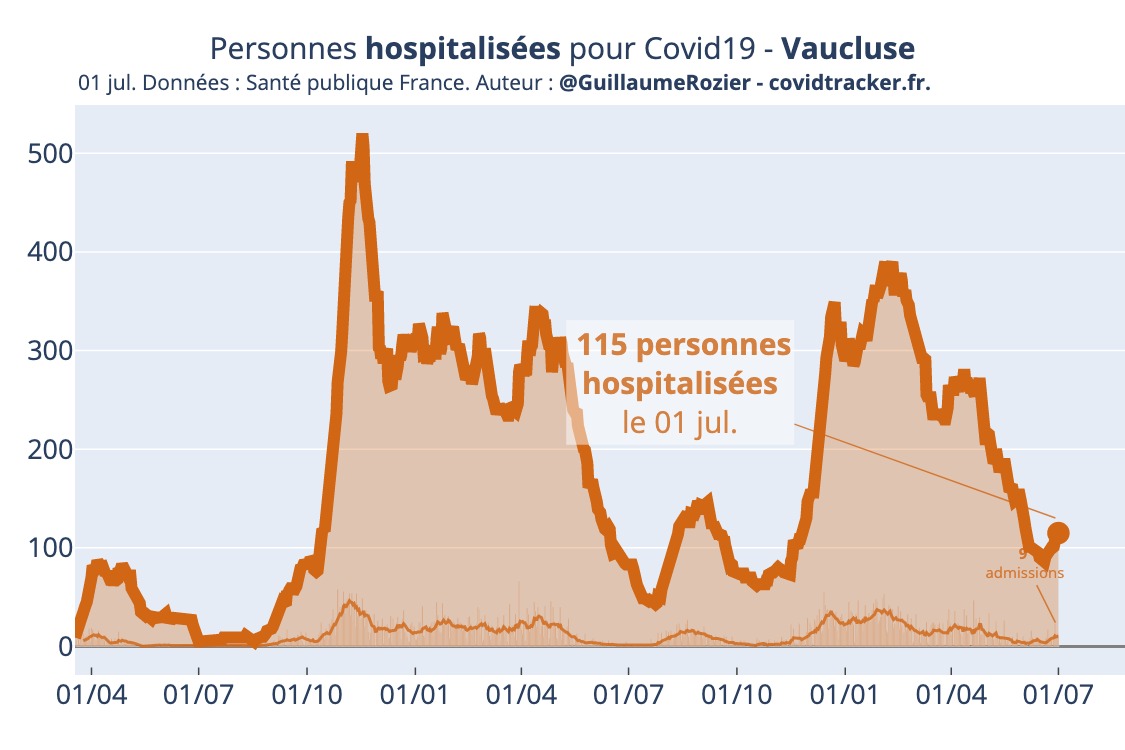 Personnes hospitalisées pour Covid19 - Vaucluse
01 jul. Données : Santé publique France. Auteur : @GuillaumeRozier - covidtracker.fr.
500
400
300
200
100
0
115 personnes
hospitalisées
le 01 jul.
9
admissions
01/04 01/07 01/10 01/01 01/04 01/07 01/10 01/01 01/04 01/07